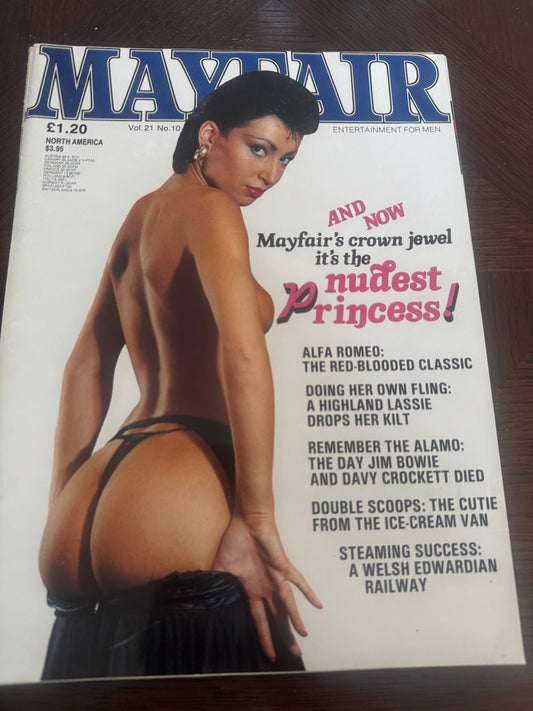 MAYFAIR
£1.20
Vol. 21 No.10
ENTERTAINMENT FOR MEN
NORTH AMERICA
$3.95
AND
NOW
Mayfair's crown jewel
it's the
nudest
princess!
ALFA ROMEO:
THE RED-BLOODED CLASSIC
DOING HER OWN FLING:
A HIGHLAND LASSIE
DROPS HER KILT
REMEMBER THE ALAMO:
THE DAY JIM BOWIE
AND DAVY CROCKETT DIED
DOUBLE SCOOPS: THE CUTIE
FROM THE ICE-CREAM VAN
STEAMING SUCCESS:
A WELSH EDWARDIAN
RAILWAY